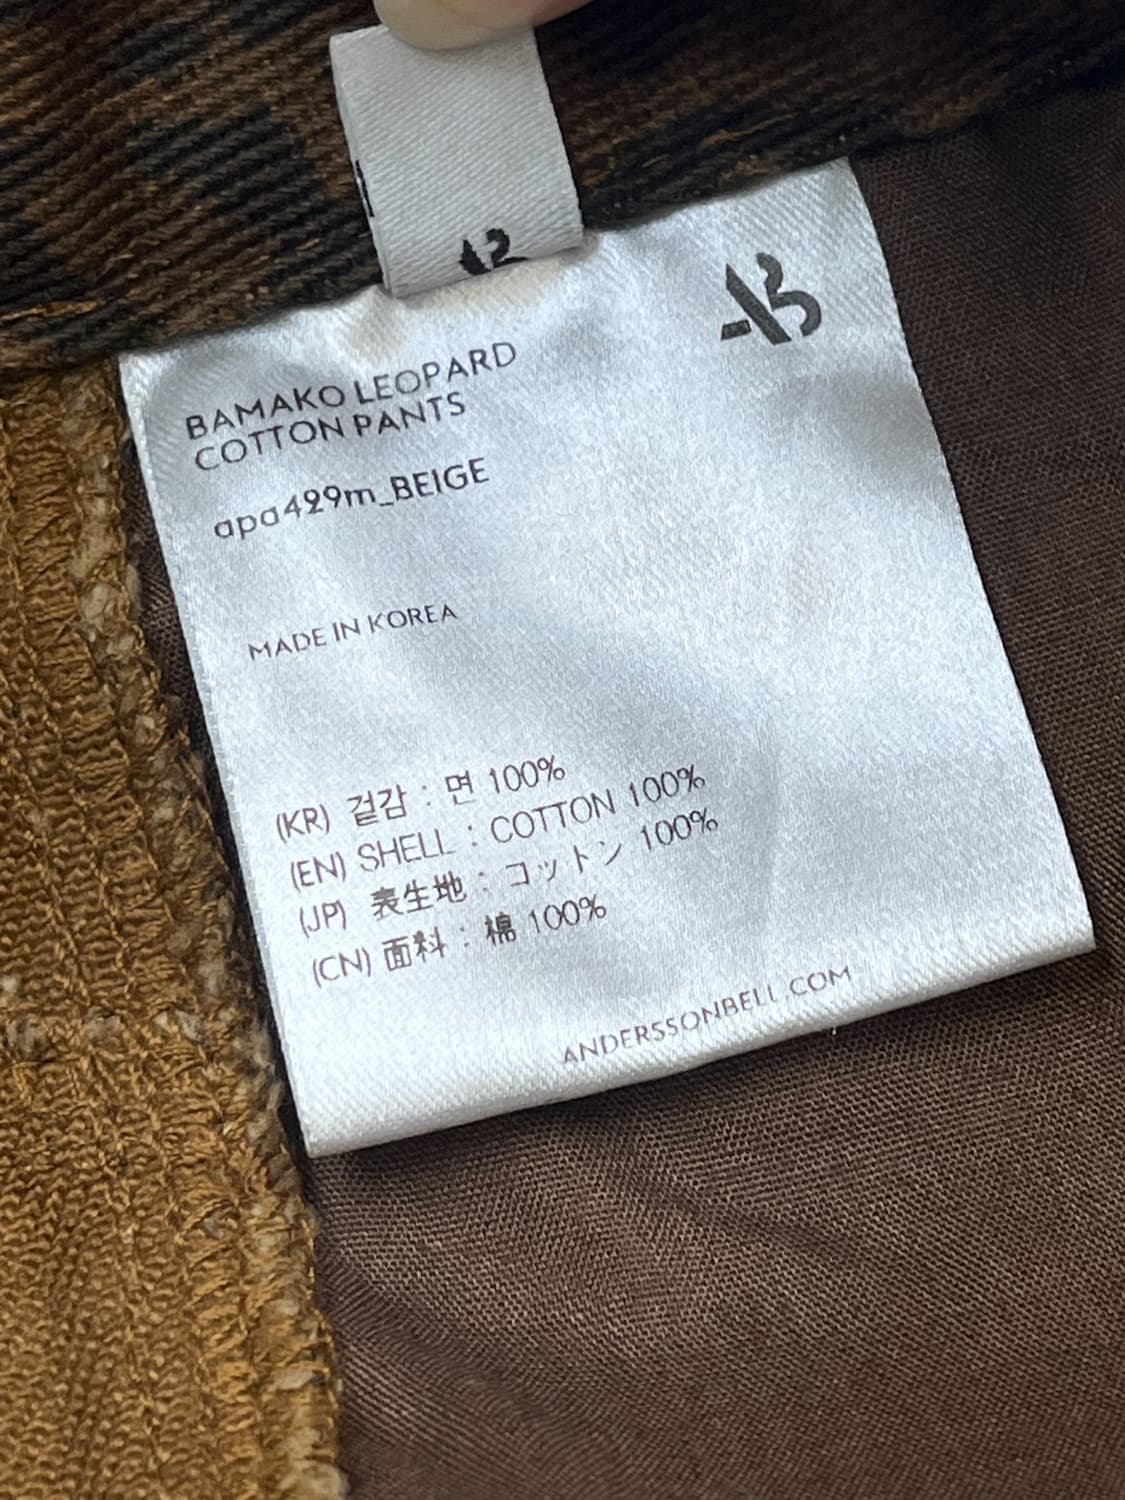 AB
BAMAKO LEOPARD
COTTON PANTS
apa429m_BEIGE
MADE IN KOREA
(KR) 겉감 : 면 100%
(EN) SHELL : COTTON 100%
(JP) 表生地 : コットン 100%
(CN) 面料 : 棉 100%
ANDERSSONBELL.COM